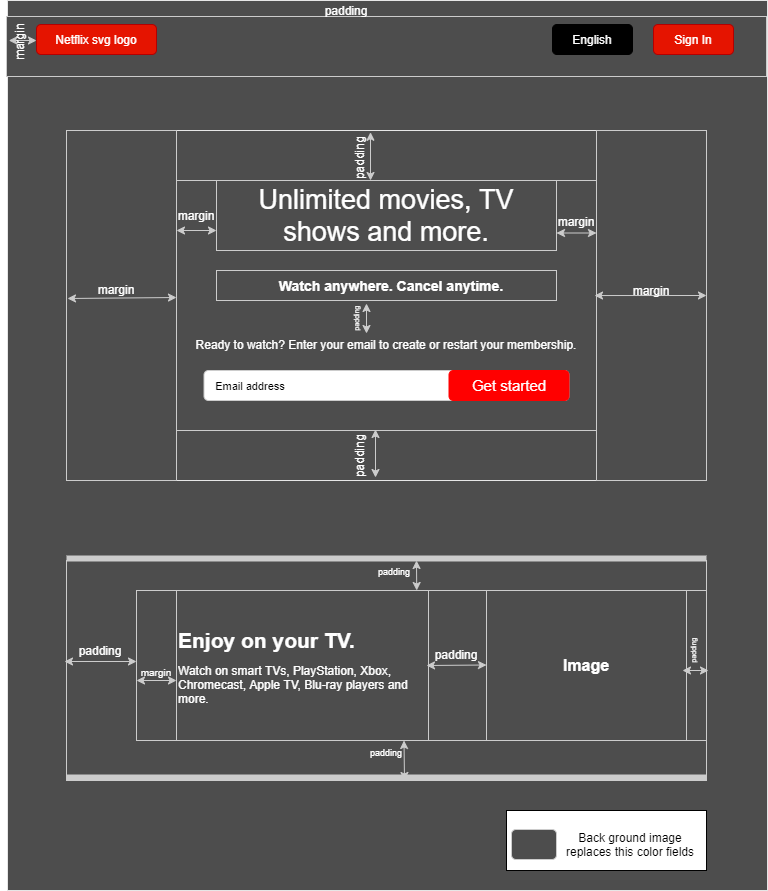 padding
margin
Netflix svg logo
English
Sign In
padding
Unlimited movies, TV
shows and more.
margin
margin
margin
margin
Watch anywhere. Cancel anytime.
padding
Ready to watch? Enter your email to create or restart your membership.
Email address
Get started
padding
padding
Enjoy on your TV.
padding
margin
Watch on smart TVs, PlayStation, Xbox,
Chromecast, Apple TV, Blu-ray players and
more.
padding
Image
padding
padding
Back ground image
replaces this color fields